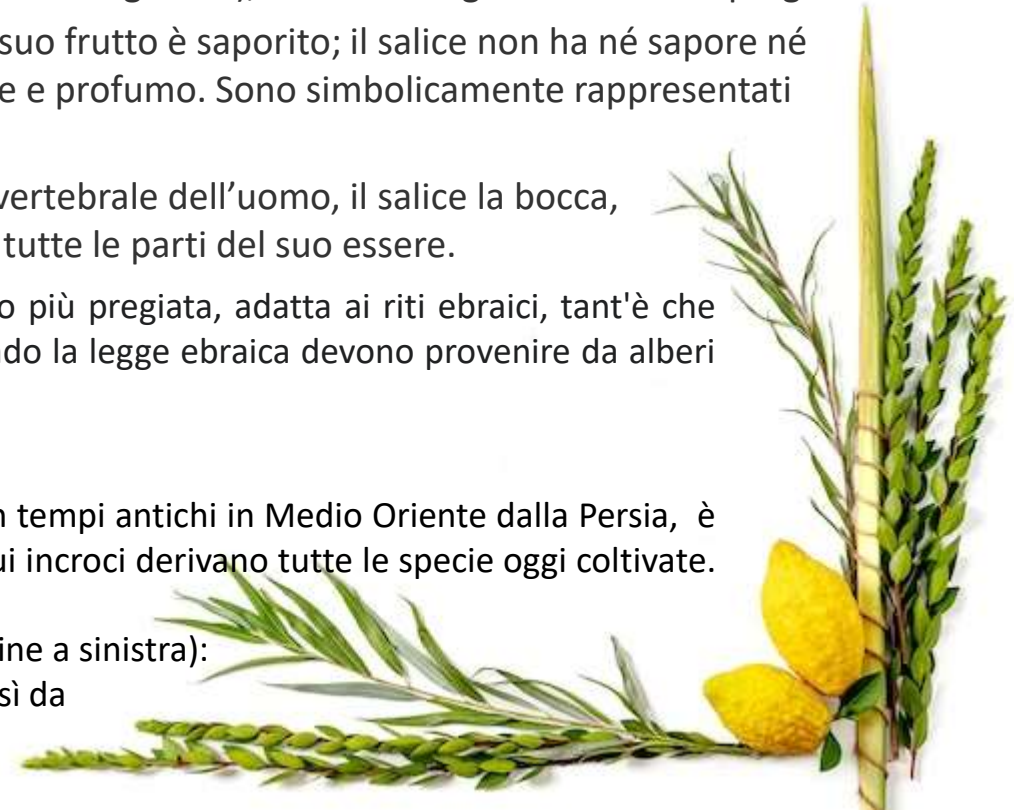 suo frutto è saporito; il salice non ha né sapore né
e e profumo. Sono simbolicamente rappresentati
vertebrale dell’uomo, il salice la bocca,
tutte le parti del suo essere.
o più pregiata, adatta ai riti ebraici, tant'è che
ndo la legge ebraica devono provenire da alberi
n tempi antichi in Medio Oriente dalla Persia, è
ui incroci derivano tutte le specie oggi coltivate.
ine a sinistra):
sì da